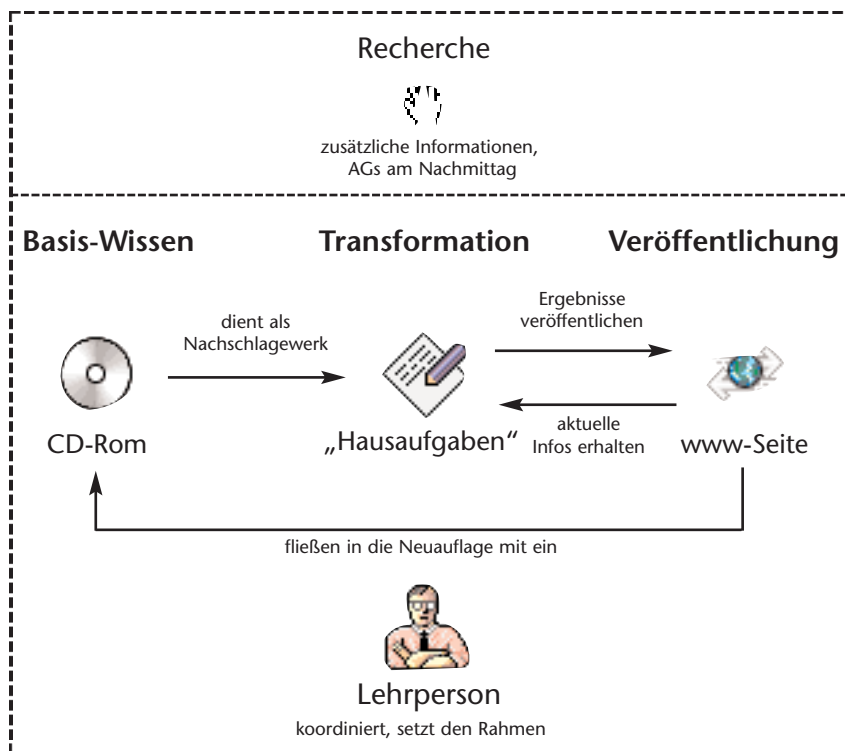 Recherche
zusätzliche Informationen,
AGs am Nachmittag
Basis-Wissen
Transformation
Veröffentlichung
dient als
Nachschlagewerk
Ergebnisse
veröffentlichen
aktuelle
Infos erhalten
CD-Rom
„Hausaufgaben“
www-Seite
fließen in die Neuauflage mit ein
Lehrperson
koordiniert, setzt den Rahmen